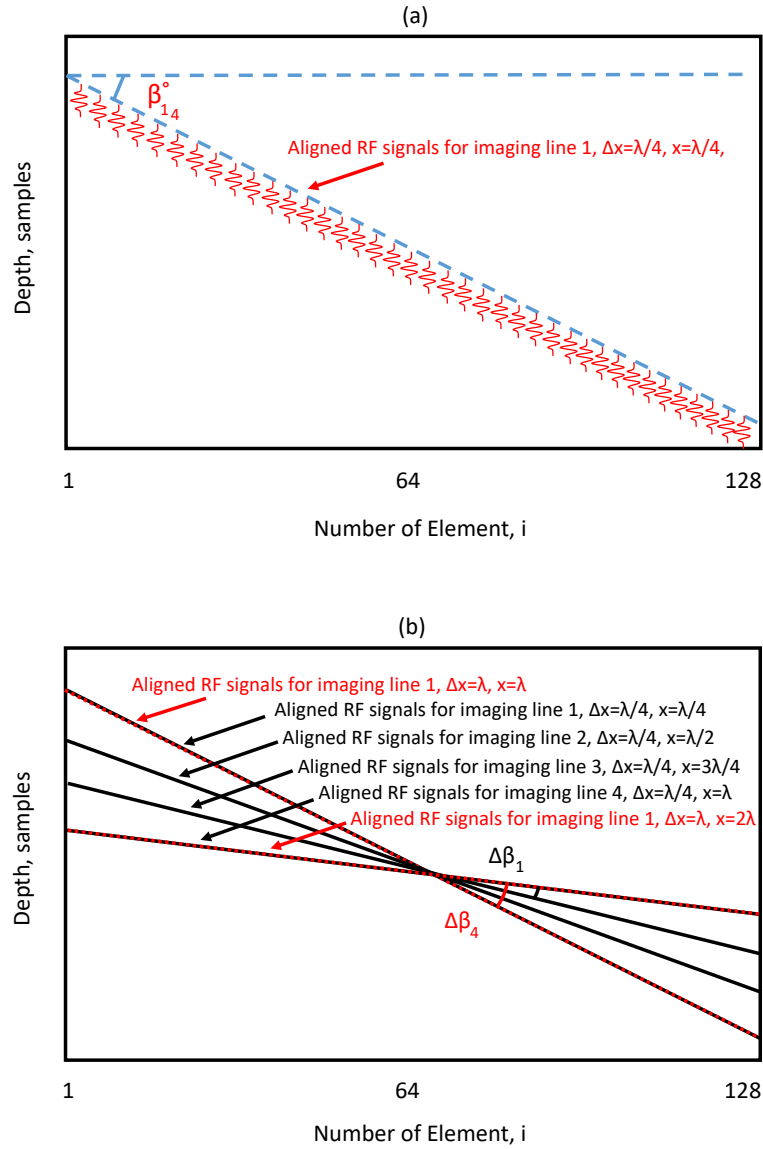 (a)
β°14
Aligned RF signals for imaging line 1, Δx=λ/4, x=λ/4,
Depth, samples
1 64 128
Number of Element, i
(b)
Aligned RF signals for imaging line 1, Δx=λ, x=λ
Aligned RF signals for imaging line 1, Δx=λ/4, x=λ/4
Aligned RF signals for imaging line 2, Δx=λ/4, x=λ/2
Aligned RF signals for imaging line 3, Δx=λ/4, x=3λ/4
Aligned RF signals for imaging line 4, Δx=λ/4, x=λ
Aligned RF signals for imaging line 1, Δx=λ, x=2λ
Δβ1
Δβ4
Depth, samples
1 64 128
Number of Element, i